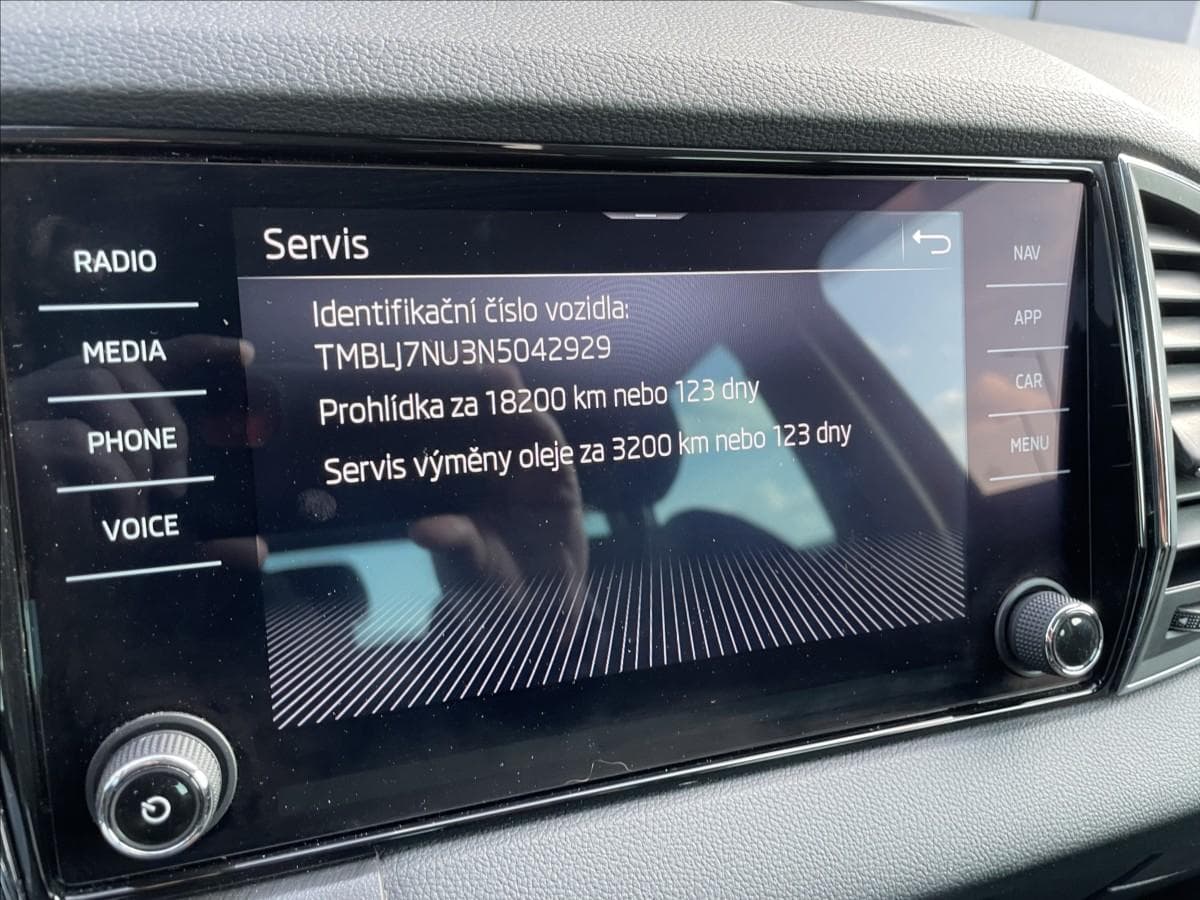 Servis
RADIO
MEDIA
PHONE
VOICE
Identifikační číslo vozidla:
TMBLJ7NU3N5042929
Prohlídka za 18200 km nebo 123 dny
Servis výměny oleje za 3200 km nebo 123 dny
NAV
APP
CAR
MENU